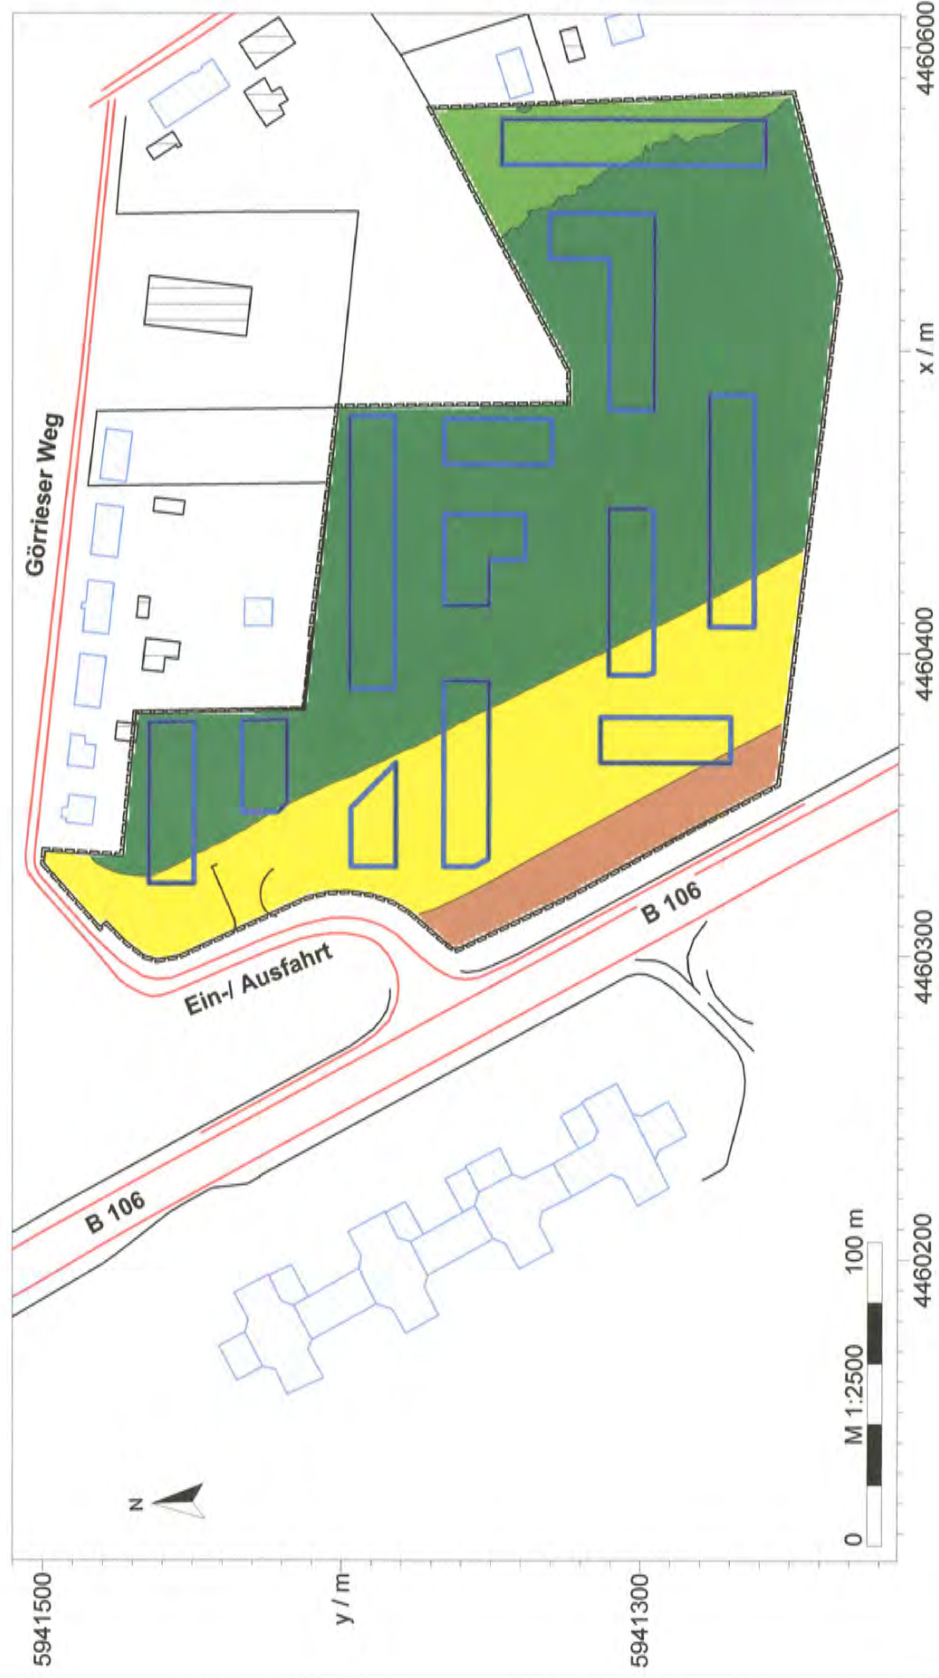 Görrieser Weg
Ein-/ Ausfahrt
B 106
B 106
N
0 M 1:2500 100 m
5941500
y / m
5941300
4460200
4460300
4460400
x / m
4460600